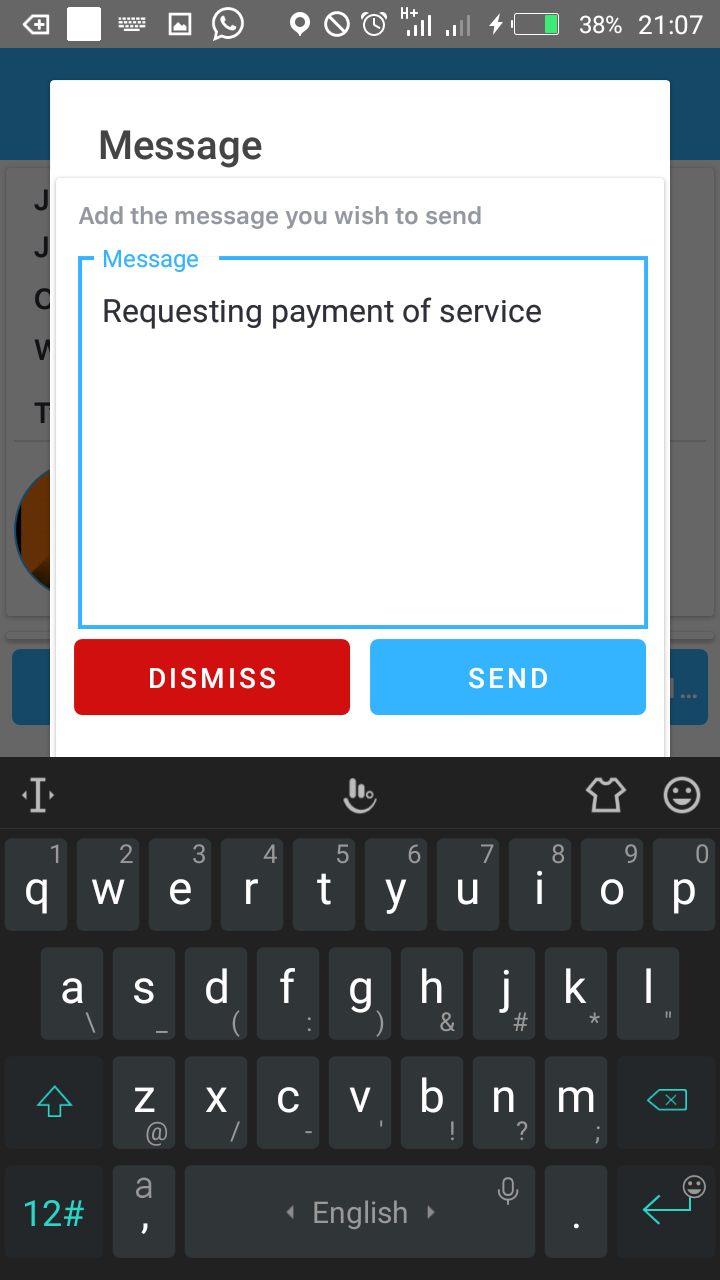 H+ 38% 21:07
Message
J
Add the message you wish to send
J
Message
Requesting payment of service
T
DISMISS SEND
1 2 3 4 5 6 7 8 9 0
q w e r t y u i o p
a s d f g h j k l
\ _ ( : ) & # * "
z x c v b n m
@ / - ' ! ? ;
12# a , English .